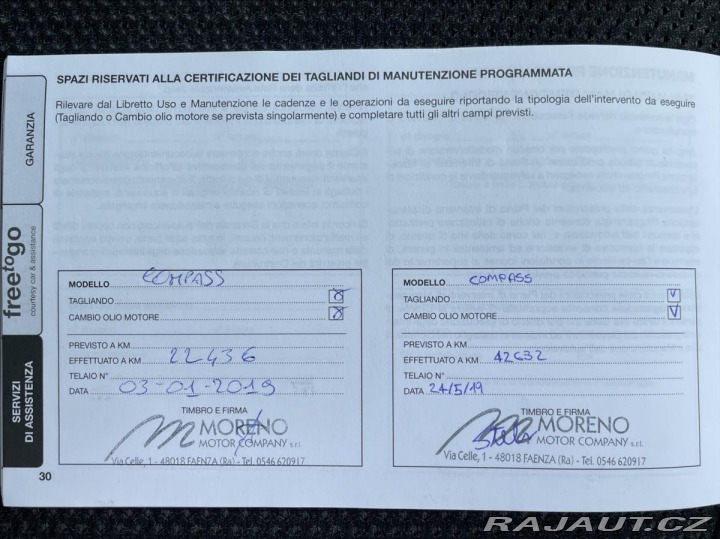 SPAZI RISERVATI ALLA CERTIFICAZIONE DEI TAGLIANDI DI MANUTENZIONE PROGRAMMATA
Rilevare dal Libretto Uso e Manutenzione le cadenze e le operazioni da eseguire riportando la tipologia dell'intervento da eseguire
(Tagliando o Cambio olio motore se prevista singolarmente) e completare tutti gli altri campi previsti.
GARANZIA
freetogo
courtesy car & assistance
SERVIZI
DI ASSISTENZA
MODELLO COMPASS
TAGLIANDO X
CAMBIO OLIO MOTORE X
PREVISTO A KM
EFFETTUATO A KM 22436
TELAIO N°
DATA 03-01-2019
TIMBRO E FIRMA
MORENO
MOTOR COMPANY s.r.l.
Via Celle, 1 - 48018 FAENZA (Ra) - Tel. 0546 620917
MODELLO COMPASS
TAGLIANDO V
CAMBIO OLIO MOTORE V
PREVISTO A KM
EFFETTUATO A KM 42632
TELAIO N°
DATA 24/5/19
TIMBRO E FIRMA
MORENO
MOTOR COMPANY s.r.l.
Via Celle, 1 - 48018 FAENZA (Ra) - Tel. 0546 620917
30
RAJAUT.CZ